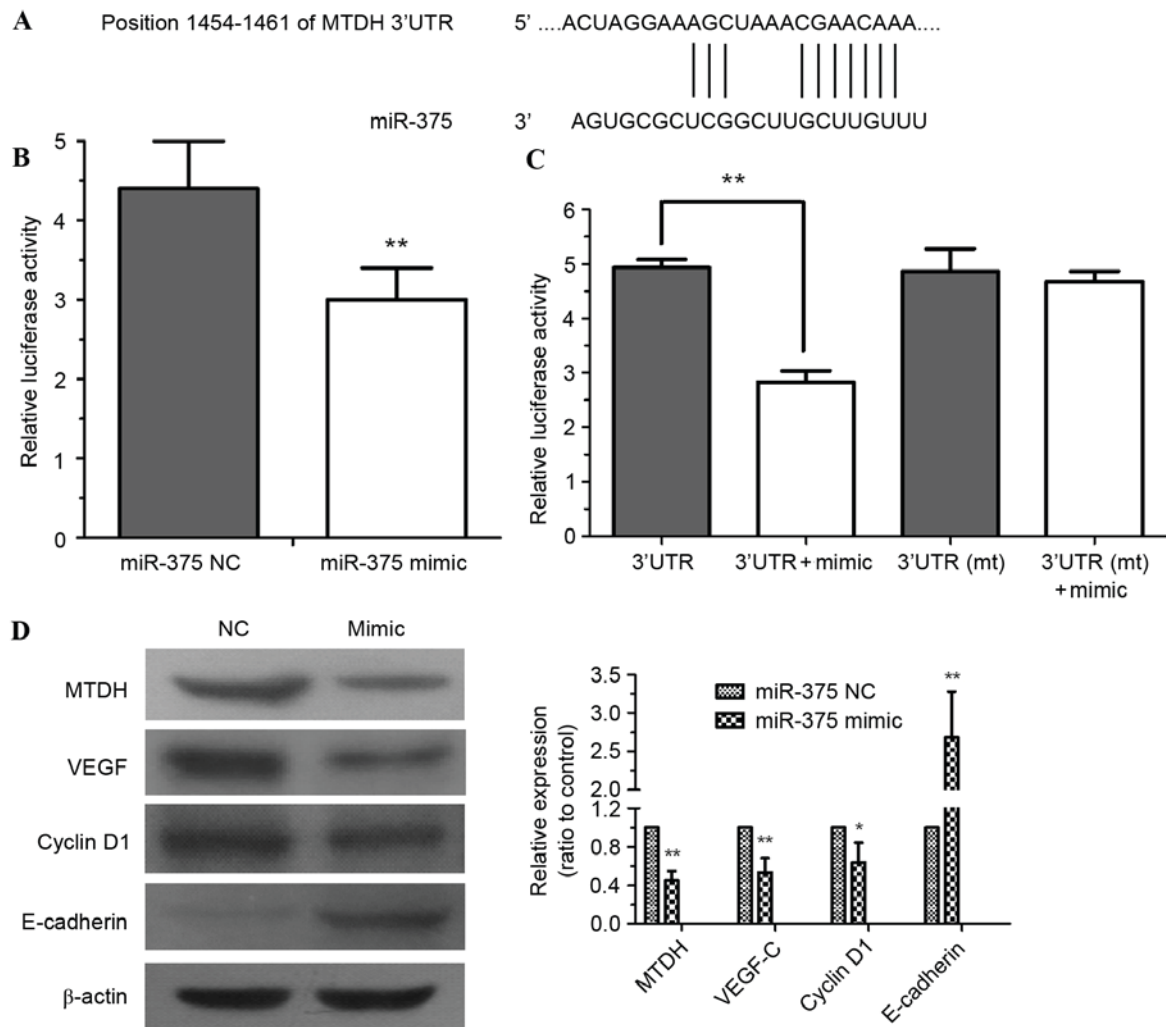 A Position 1454-1461 of MTDH 3'UTR 5' ....ACUAGGAAAGCUAAACGAACAAA....
miR-375 3' AGUGCGCUCGGCUUGCUUGUUU
B
5
4
3
2
1
0
Relative luciferase activity
**
miR-375 NC
miR-375 mimic
C
6
5
4
3
2
1
0
Relative luciferase activity
**
3'UTR
3'UTR + mimic
3'UTR (mt)
3'UTR (mt)
+ mimic
D
NC Mimic
MTDH
VEGF
Cyclin D1
E-cadherin
β-actin
Relative expression
(ratio to control)
3.5
3.0
2.5
2.0
1.2
0.8
0.4
0.0
miR-375 NC
miR-375 mimic
**
**
*
**
MTDH
VEGF-C
Cyclin D1
E-cadherin